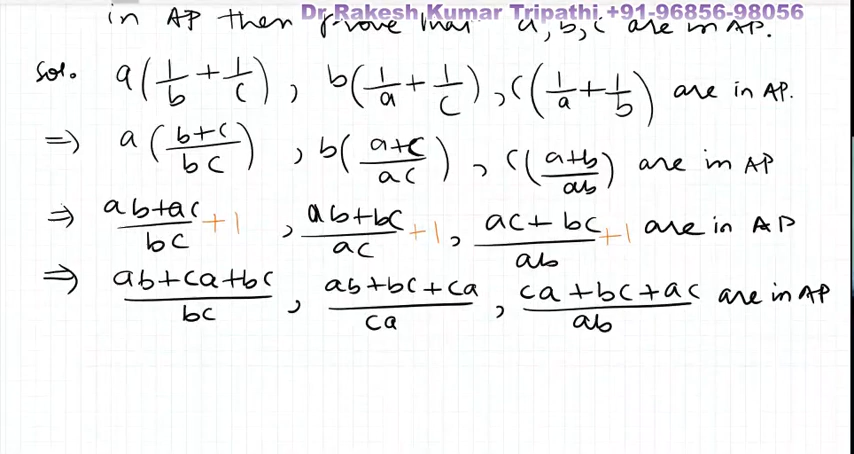 Dr.Rakesh Kumar Tripathi +91-96856-98056
in AP then prove that a, b, c are in AP.
Sol. a(1/b + 1/c), b(1/a + 1/c), c(1/a + 1/b) are in AP.
⇒ a((b+c)/bc), b((a+c)/ac), c((a+b)/ab) are in AP
⇒ (ab+ac)/bc +1, (ab+bc)/ac +1, (ac+bc)/ab +1 are in AP
⇒ (ab+ca+bc)/bc, (ab+bc+ca)/ca, (ca+bc+ac)/ab are in AP